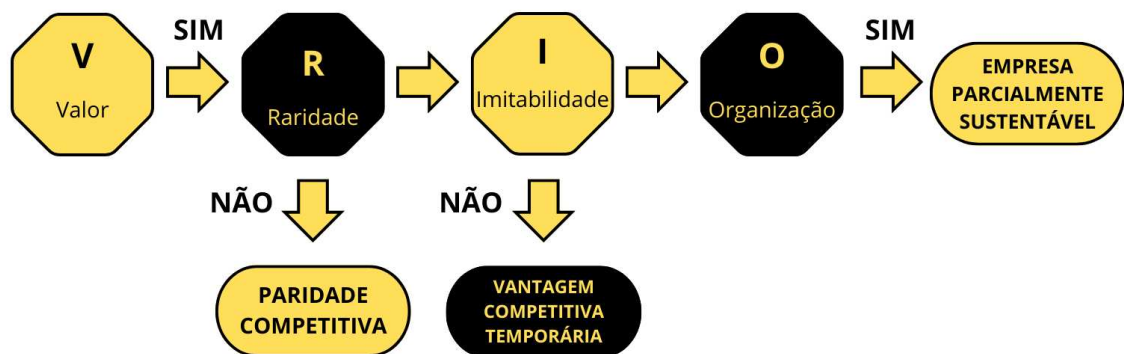 V
Valor
SIM
R
Raridade
I
Imitabilidade
O
Organização
SIM
EMPRESA
PARCIALMENTE
SUSTENTÁVEL
NÃO
PARIDADE
COMPETITIVA
NÃO
VANTAGEM
COMPETITIVA
TEMPORÁRIA